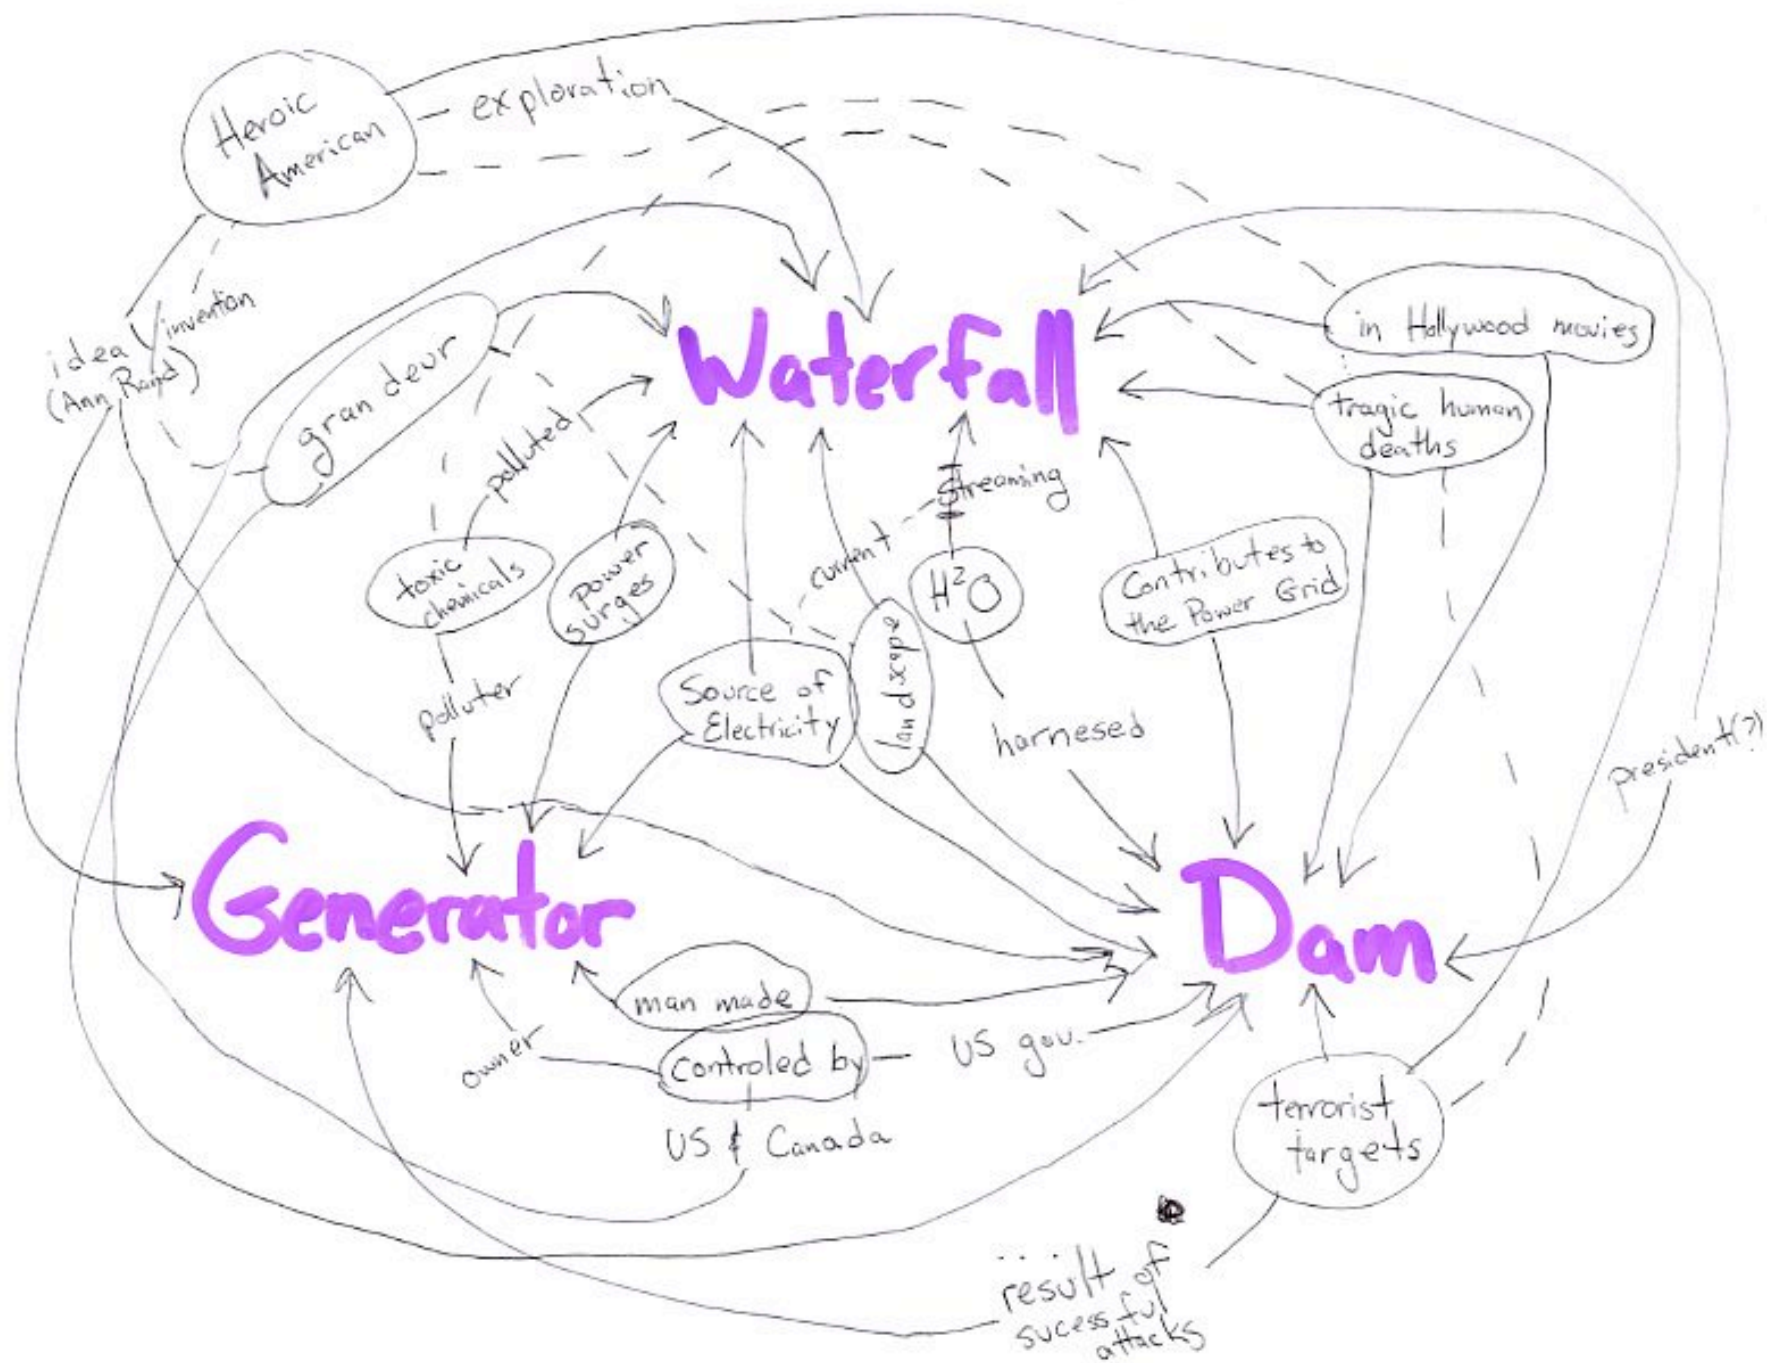 Heroic
American
exploration
idea / invention
(Ann Rand)
grandeur
Waterfall
in Hollywood movies
tragic human
deaths
polluted
streaming
current
toxic
chemicals
power
surges
H²O
Contributes to
the Power Grid
polluter
Source of
Electricity
landscape
harnesed
president(?)
Generator
Dam
man made
owner
controled by
US gov.
US & Canada
terrorist
targets
result of
sucessful
attacks